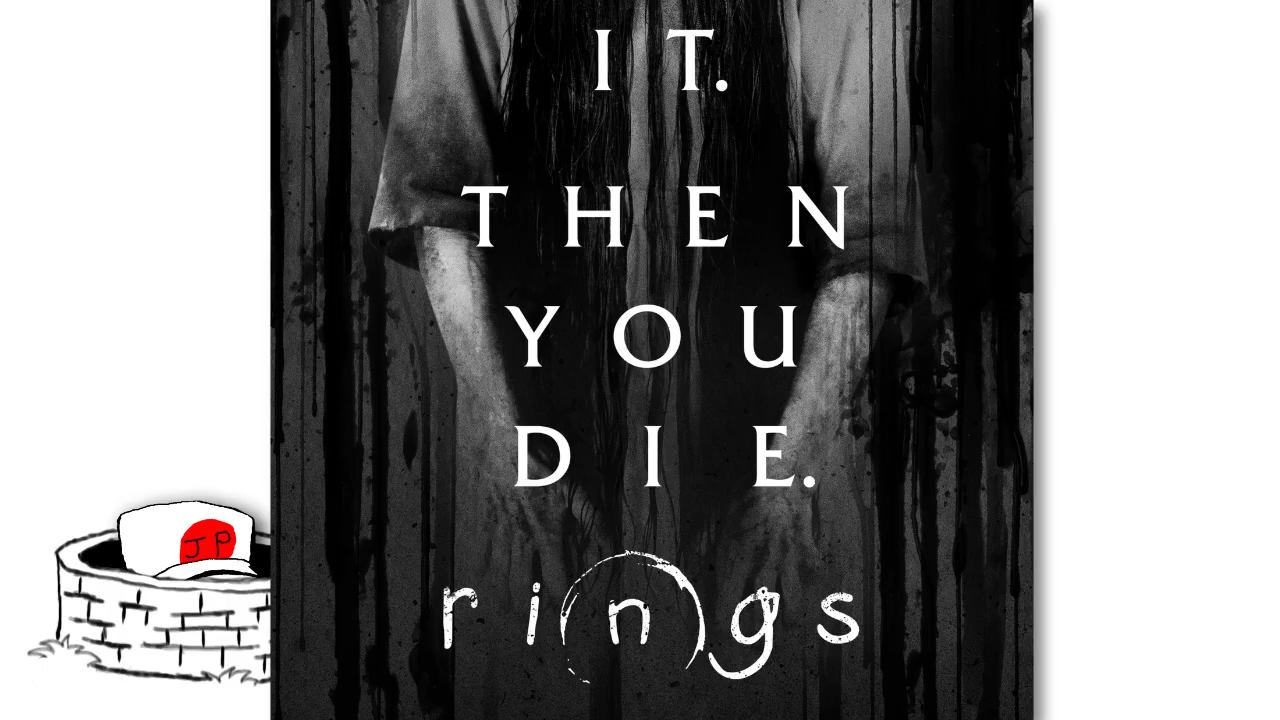 IT.
THEN
YOU
DIE.
JP
rings